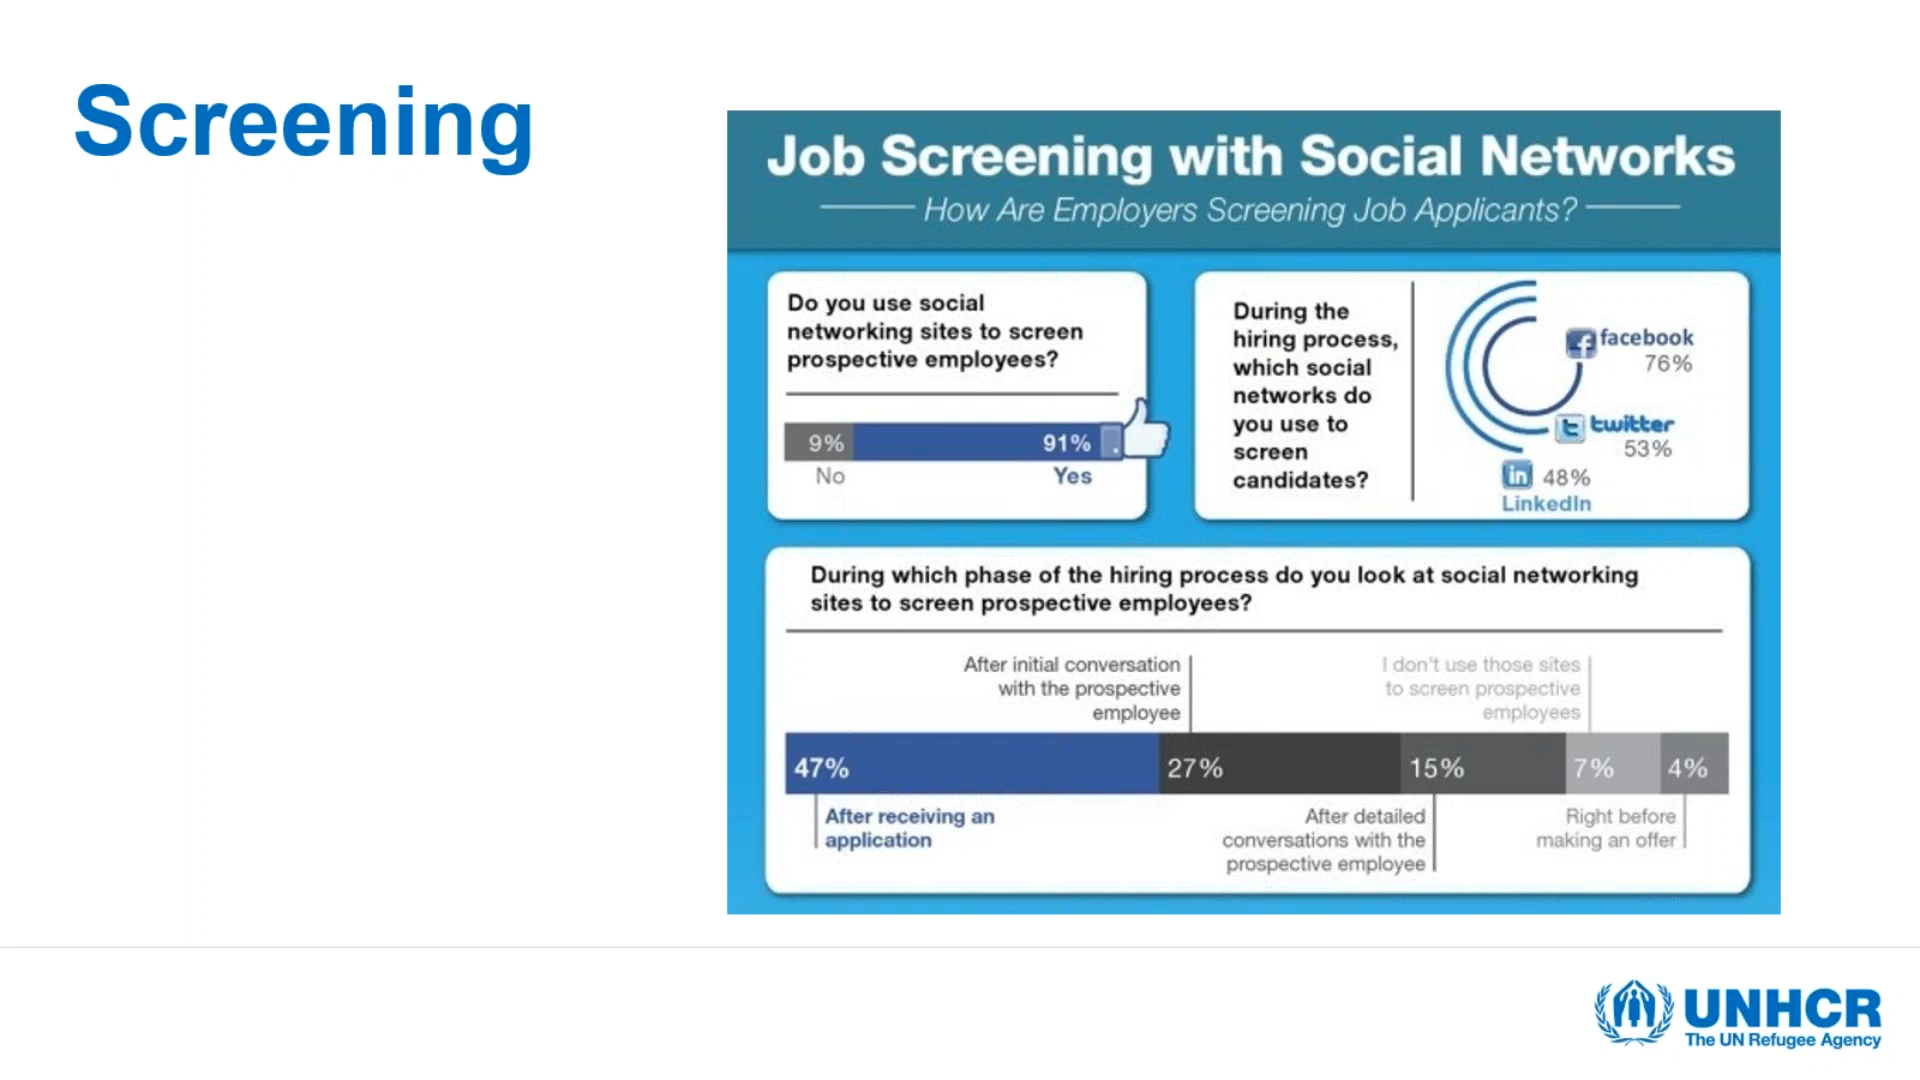 Screening
Job Screening with Social Networks
How Are Employers Screening Job Applicants?
Do you use social
networking sites to screen
prospective employees?
9%
91%
No
Yes
During the
hiring process,
which social
networks do
you use to
screen
candidates?
facebook
76%
twitter
53%
in 48%
LinkedIn
During which phase of the hiring process do you look at social networking
sites to screen prospective employees?
After initial conversation
with the prospective
employee
I don't use those sites
to screen prospective
employees
47%
27%
15%
7%
4%
After receiving an
application
After detailed
conversations with the
prospective employee
Right before
making an offer
UNHCR
The UN Refugee Agency